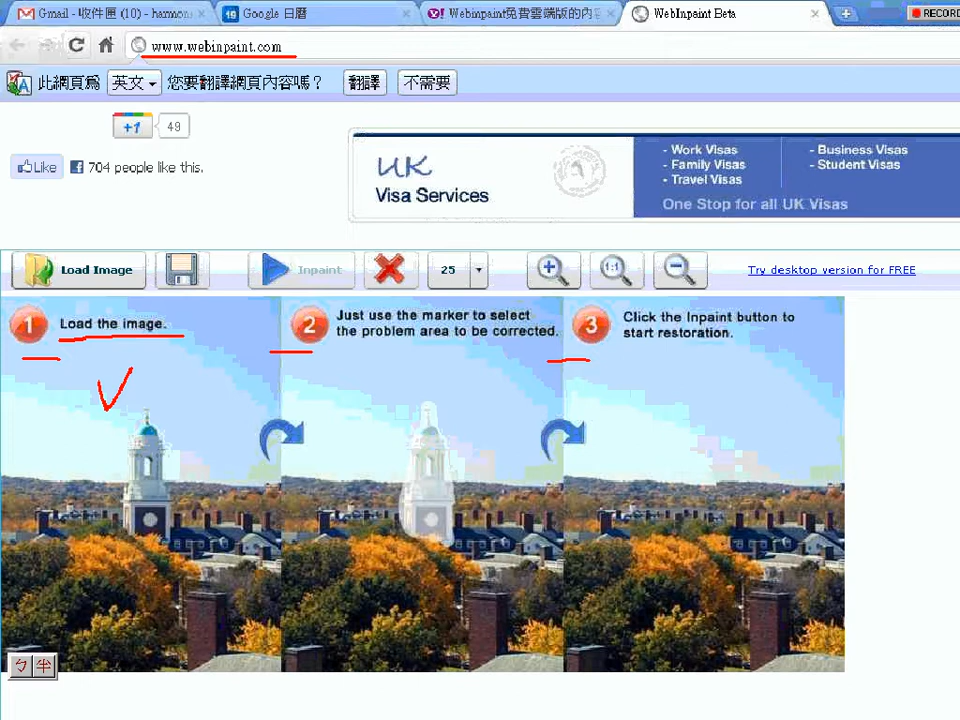 Gmail - 收件匣 (10) - harmon
Google 日曆
Webinpaint免費雲端版的內容
WebInpaint Beta
RECORD
www.webinpaint.com
此網頁為 英文 您要翻譯網頁內容嗎？ 翻譯 不需要
+1 49
Like 704 people like this.
UK
Visa Services
- Work Visas
- Family Visas
- Travel Visas
- Business Visas
- Student Visas
One Stop for all UK Visas
Load Image Inpaint 25 1:1 Try desktop version for FREE
1 Load the image.
2 Just use the marker to select
the problem area to be corrected.
3 Click the Inpaint button to
start restoration.
ㄅ 半